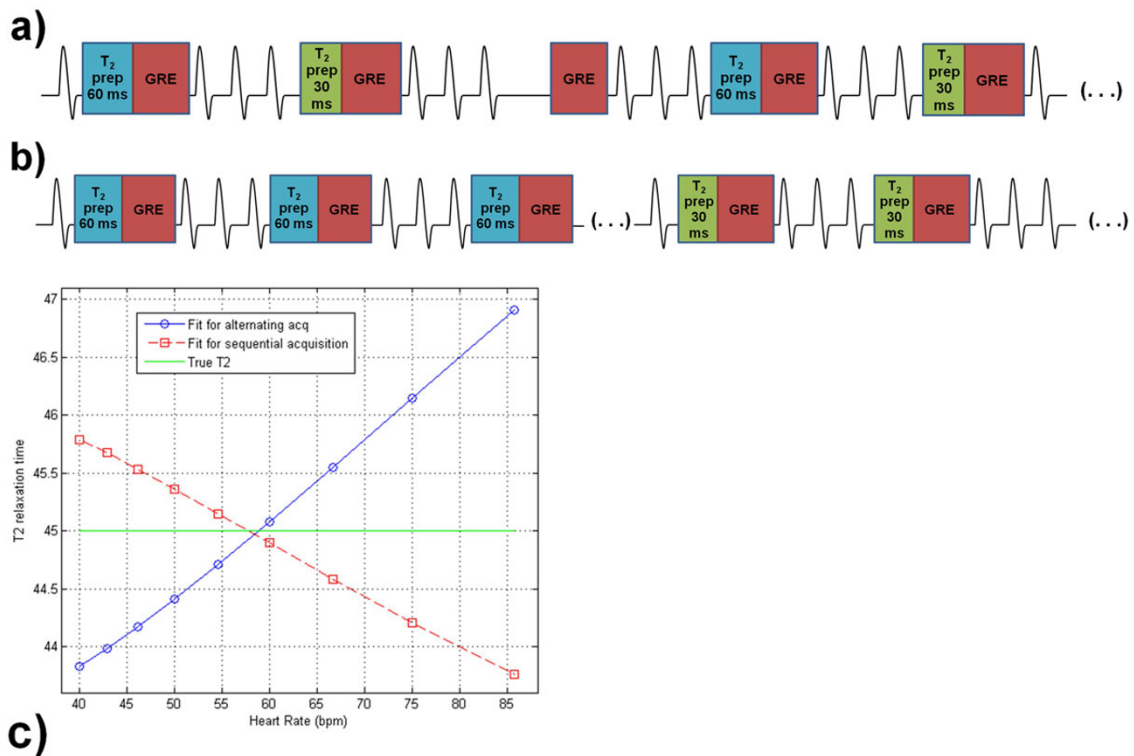 a)
T2 prep 60 ms
GRE
T2 prep 30 ms
GRE
GRE
T2 prep 60 ms
GRE
T2 prep 30 ms
GRE
(...)
b)
T2 prep 60 ms
GRE
T2 prep 60 ms
GRE
T2 prep 60 ms
GRE
(...)
T2 prep 30 ms
GRE
T2 prep 30 ms
GRE
(...)
47
46.5
46
45.5
45
44.5
44
T2 relaxation time
Fit for alternating acq
Fit for sequential acquisition
True T2
40 45 50 55 60 65 70 75 80 85
Heart Rate (bpm)
c)